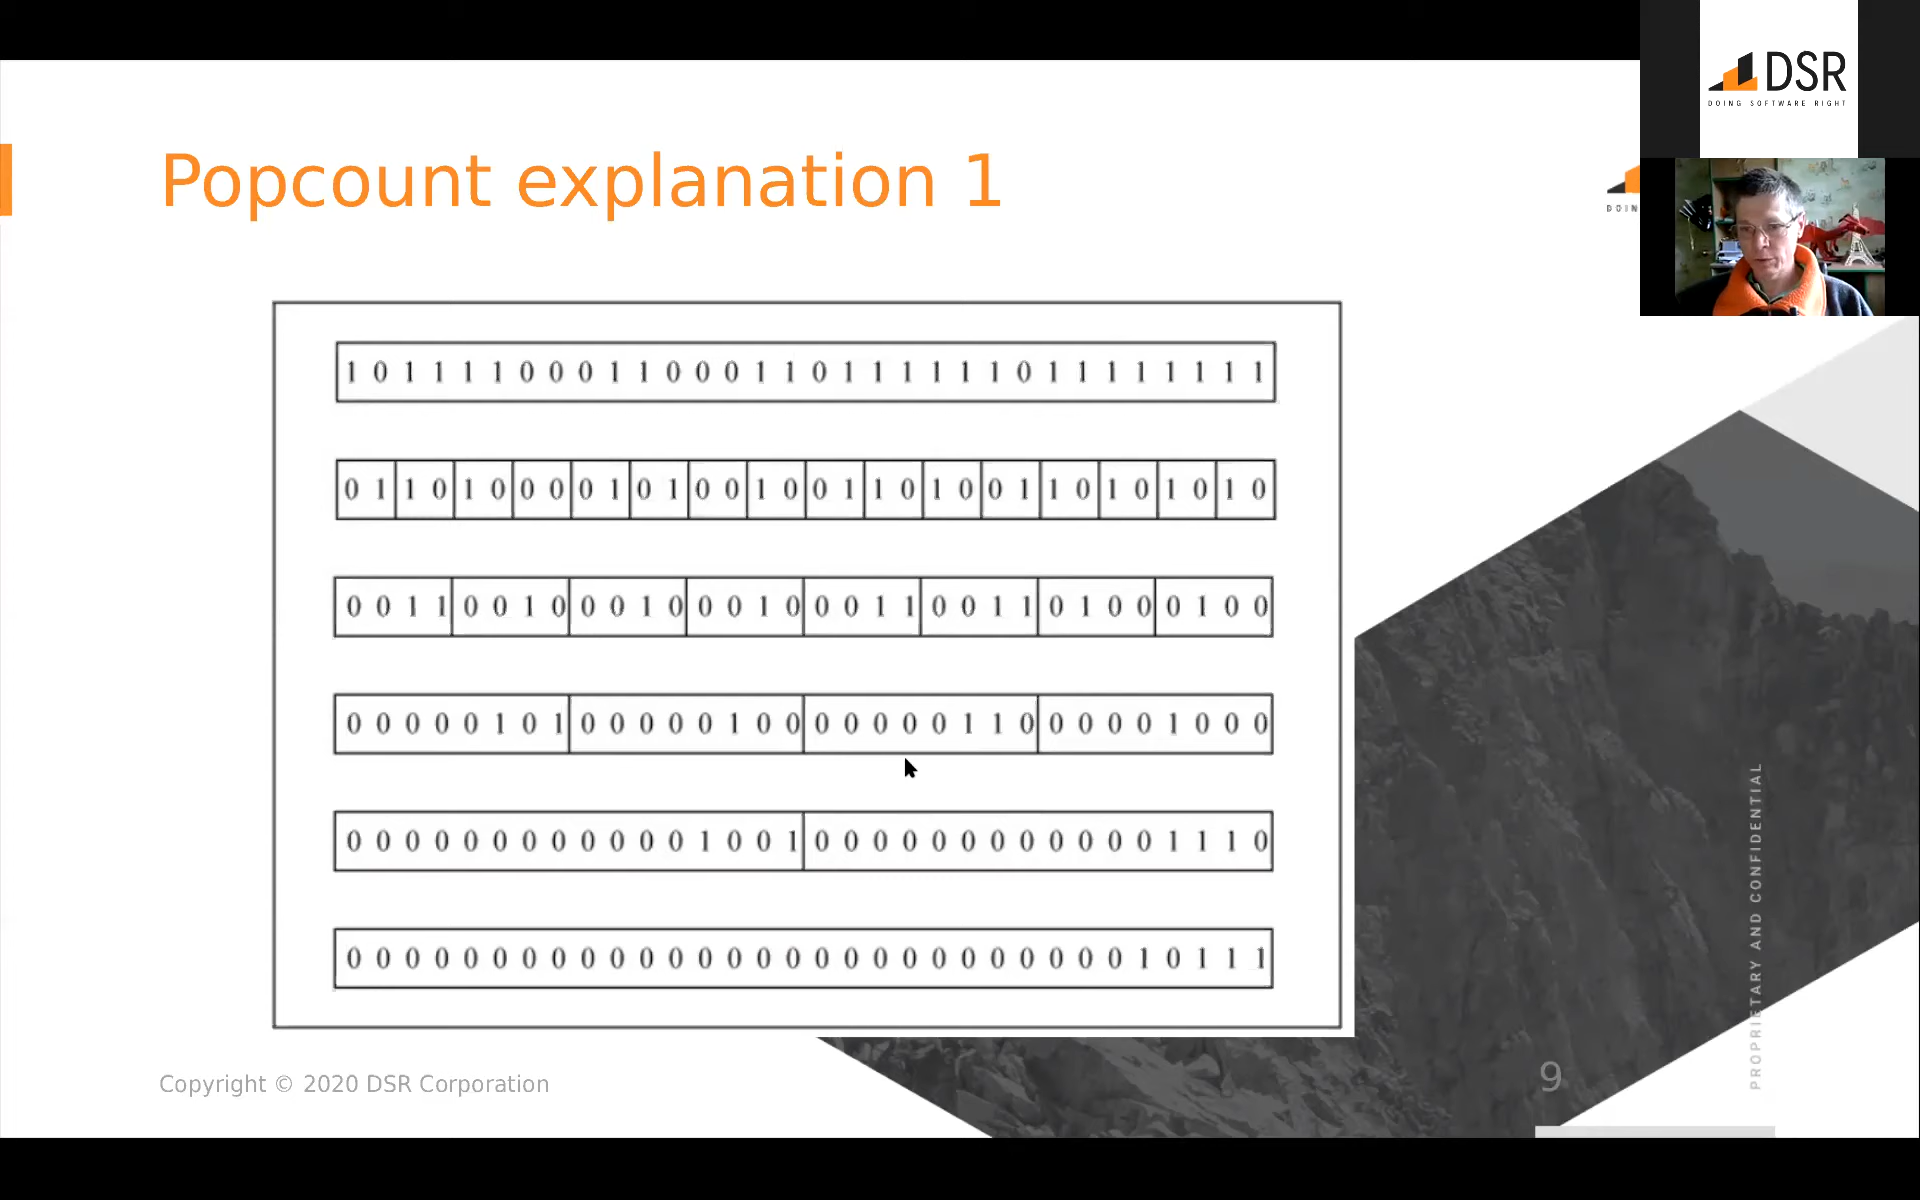 DSR
DOING SOFTWARE RIGHT
Popcount explanation 1
DOIN
1 0 1 1 1 1 0 0 0 1 1 0 0 0 1 1 0 1 1 1 1 1 1 0 1 1 1 1 1 1 1 1
0 1 1 0 1 0 0 0 0 1 0 1 0 0 1 0 0 1 1 0 1 0 0 1 1 0 1 0 1 0 1 0
0 0 1 1 0 0 1 0 0 0 1 0 0 0 1 0 0 0 1 1 0 0 1 1 0 1 0 0 0 1 0 0
0 0 0 0 0 1 0 1 0 0 0 0 0 1 0 0 0 0 0 0 0 1 1 0 0 0 0 0 1 0 0 0
0 0 0 0 0 0 0 0 0 0 0 0 1 0 0 1 0 0 0 0 0 0 0 0 0 0 0 0 1 1 1 0
0 0 0 0 0 0 0 0 0 0 0 0 0 0 0 0 0 0 0 0 0 0 0 0 0 0 0 1 0 1 1 1
PROPRIETARY AND CONFIDENTIAL
Copyright © 2020 DSR Corporation
9